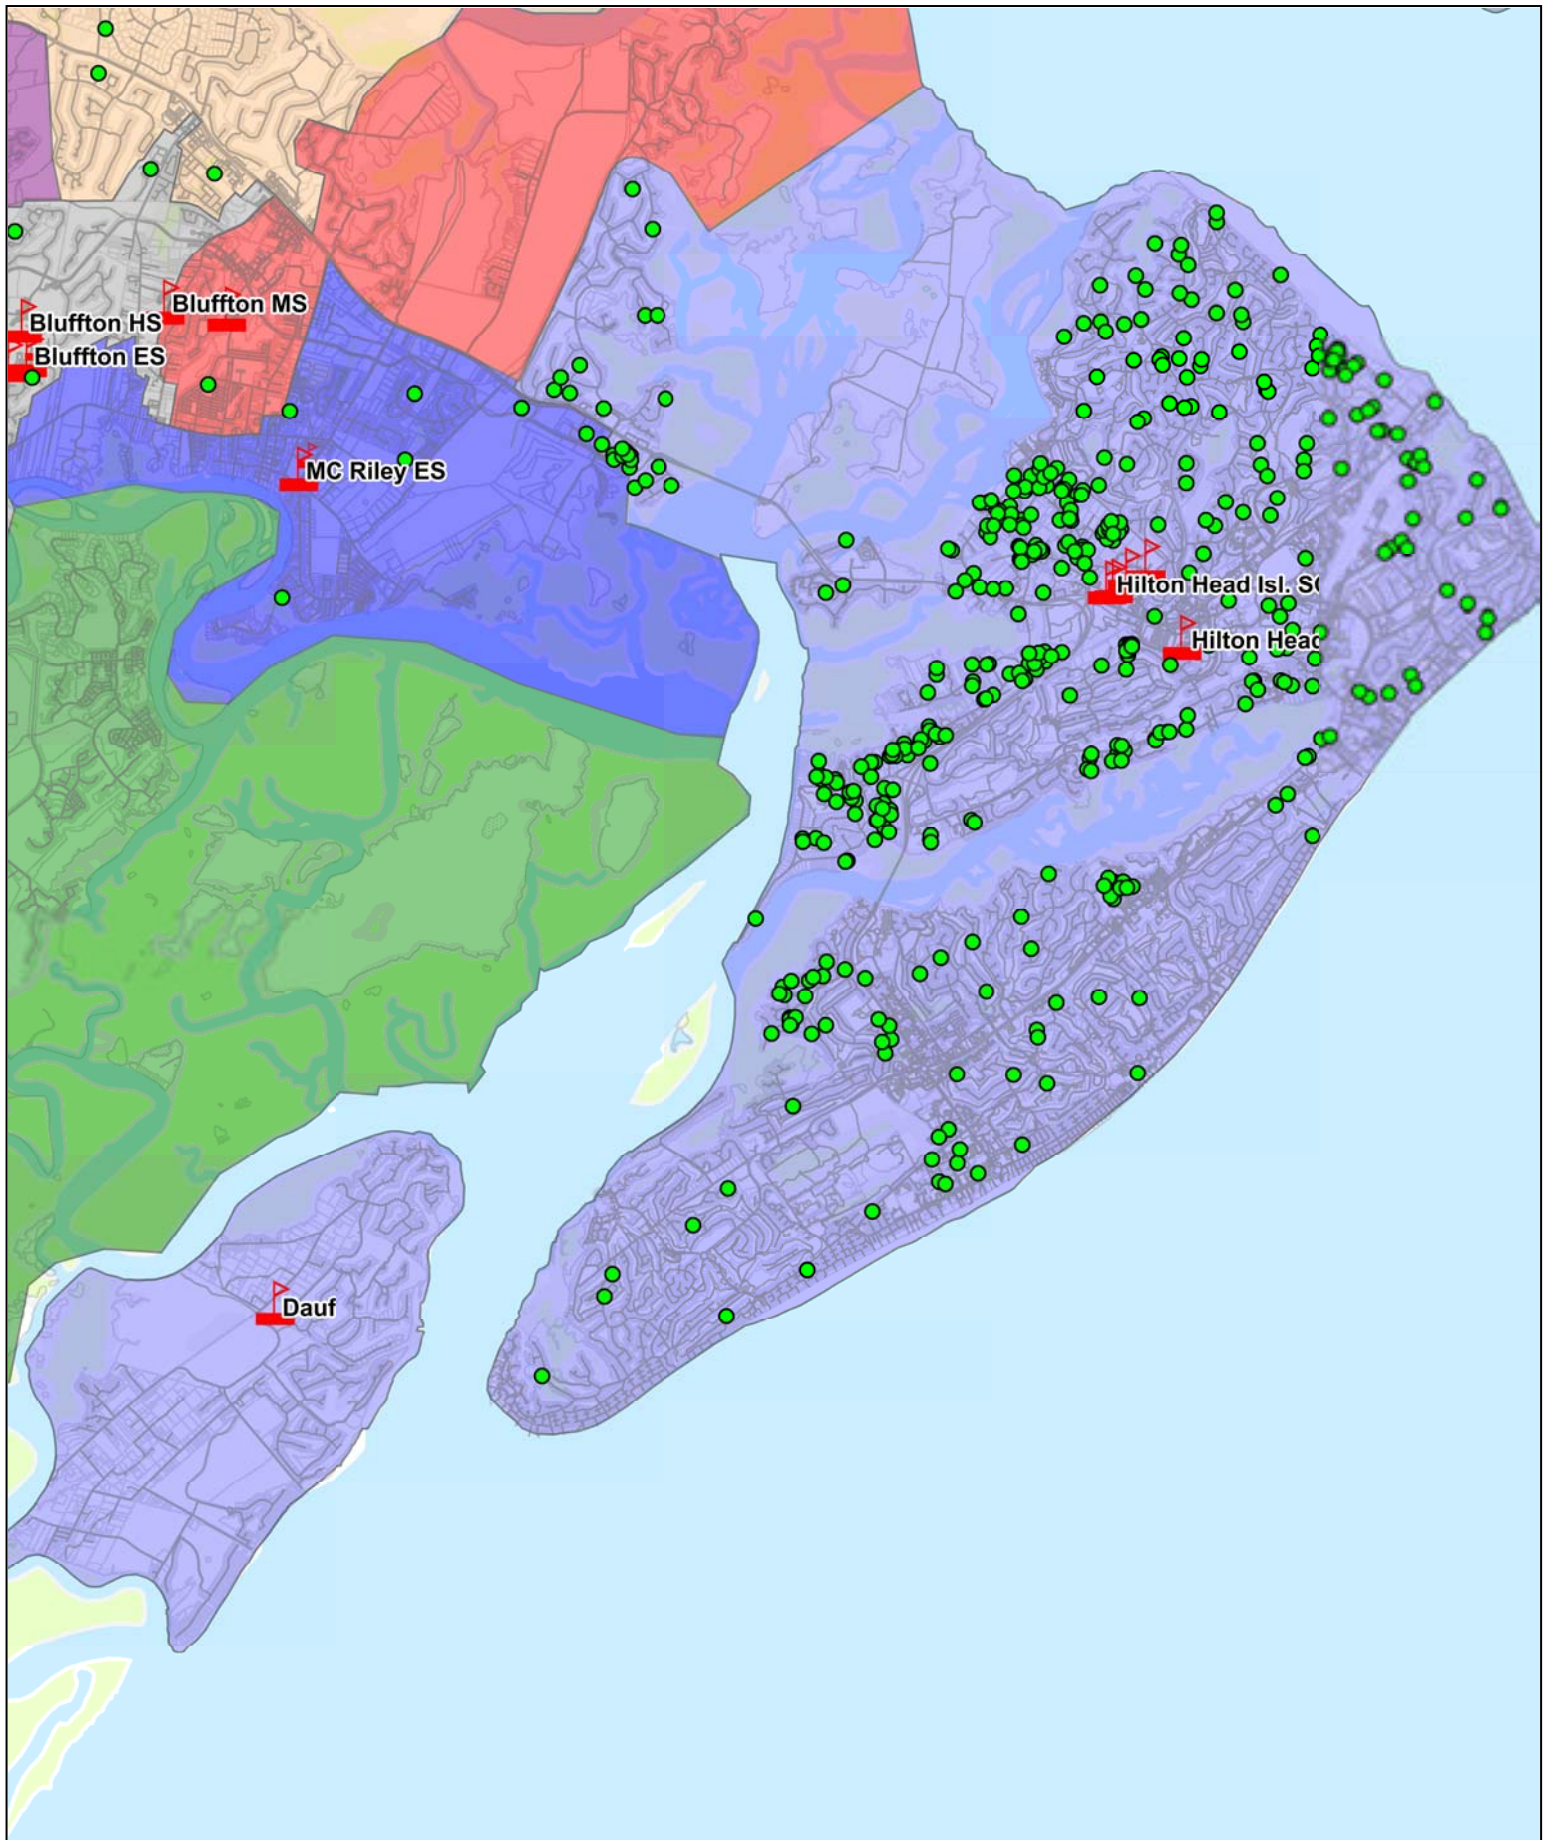 Bluffton MS
Bluffton HS
Bluffton ES
MC Riley ES
Hilton Head Isl. S
Hilton Head
Dauf